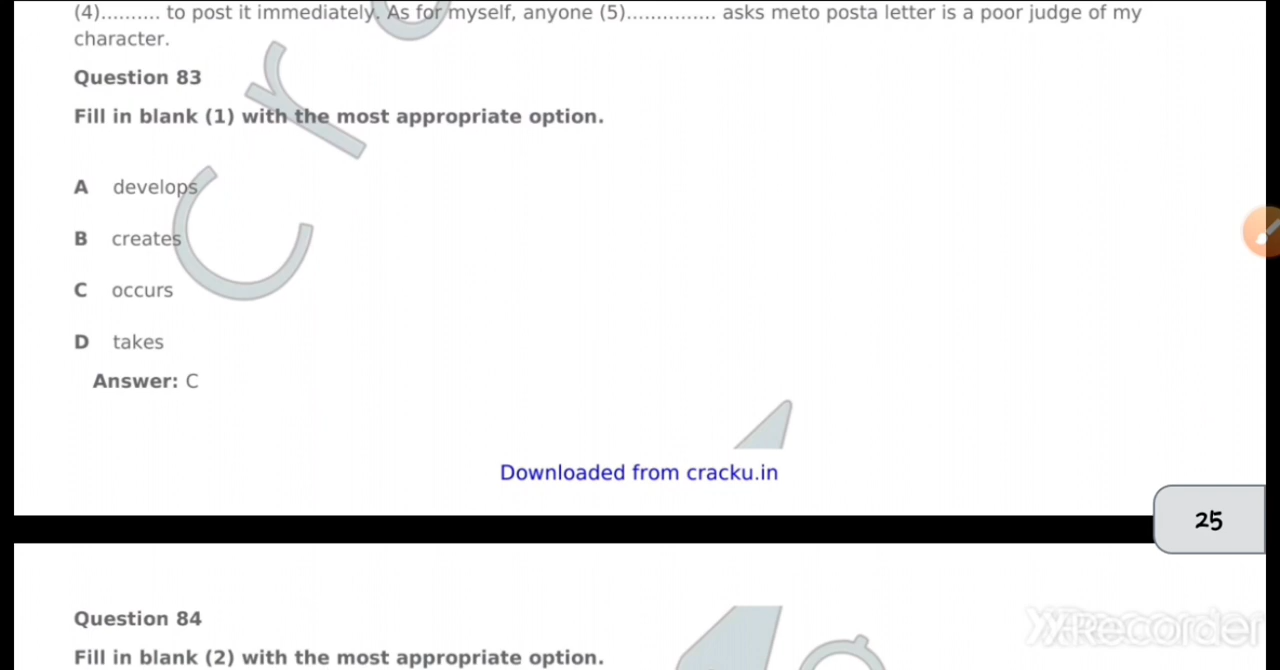 (4).......... to post it immediately. As for myself, anyone (5)............... asks meto posta letter is a poor judge of my
character.
Question 83
Fill in blank (1) with the most appropriate option.
A develops
B creates
C occurs
D takes
Answer: C
Downloaded from cracku.in
25
Question 84
Fill in blank (2) with the most appropriate option.
XRecorder